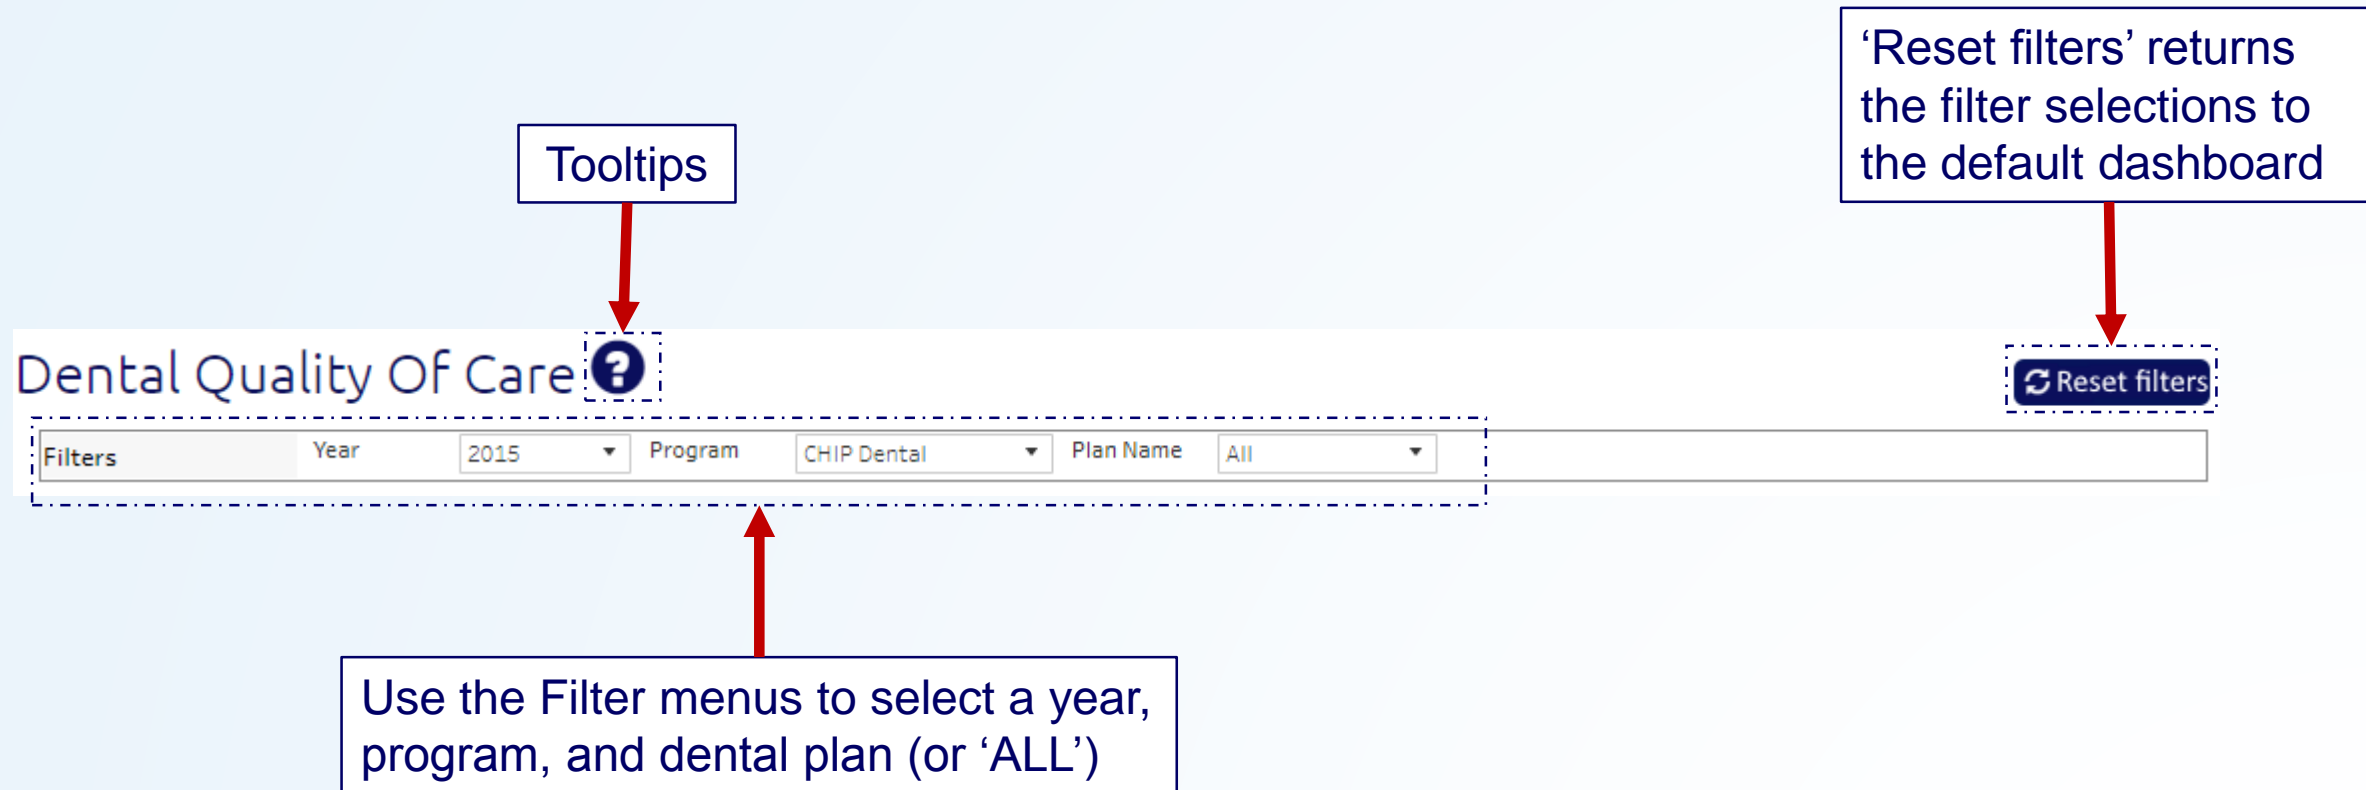 ‘Reset filters’ returns
the filter selections to
the default dashboard
Tooltips
Dental Quality Of Care ?
Reset filters
Filters Year 2015 Program CHIP Dental Plan Name All
Use the Filter menus to select a year,
program, and dental plan (or ‘ALL’)